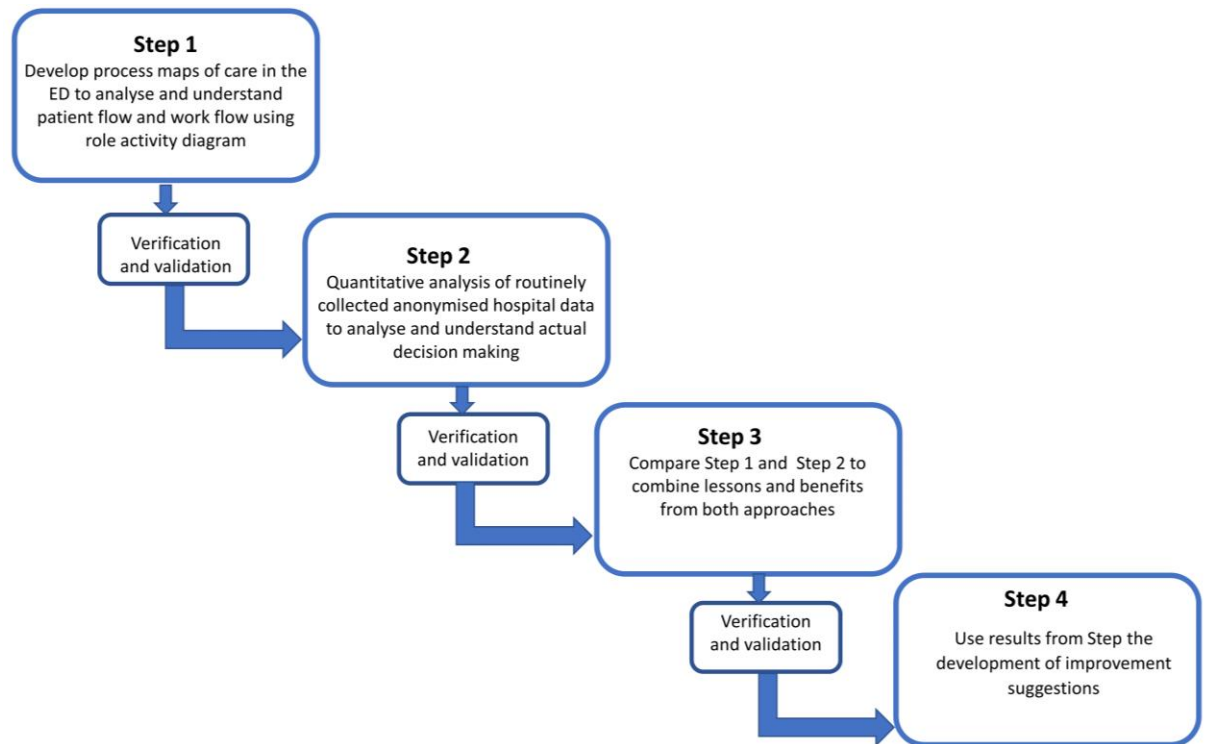 Step 1
Develop process maps of care in the
ED to analyse and understand
patient flow and work flow using
role activity diagram
Verification
and validation
Step 2
Quantitative analysis of routinely
collected anonymised hospital data
to analyse and understand actual
decision making
Verification
and validation
Step 3
Compare Step 1 and Step 2 to
combine lessons and benefits
from both approaches
Verification
and validation
Step 4
Use results from Step the
development of improvement
suggestions